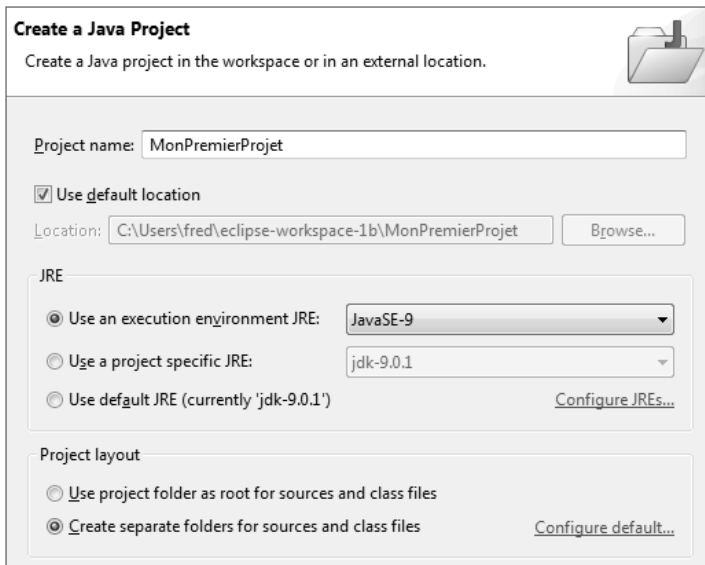 Create a Java Project
Create a Java project in the workspace or in an external location.
Project name: MonPremierProjet
Use default location
Location: C:\Users\fred\eclipse-workspace-1b\MonPremierProjet Browse...
JRE
Use an execution environment JRE: JavaSE-9
Use a project specific JRE: jdk-9.0.1
Use default JRE (currently 'jdk-9.0.1') Configure JREs...
Project layout
Use project folder as root for sources and class files
Create separate folders for sources and class files Configure default...